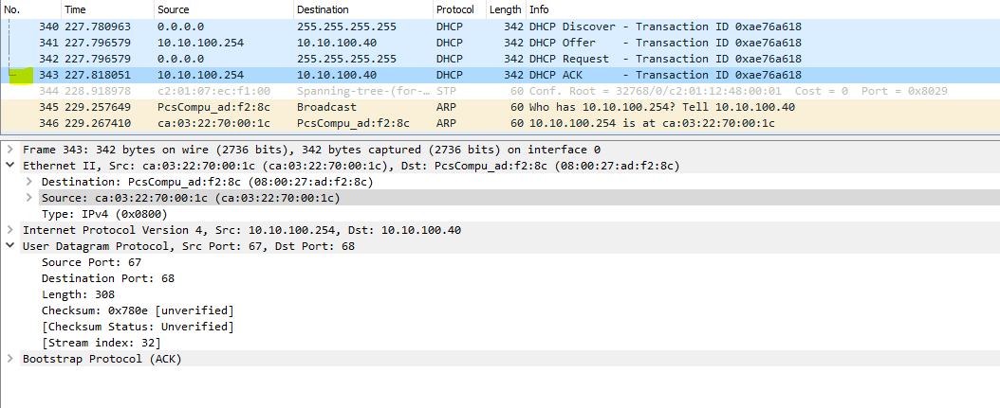 No. Time Source Destination Protocol Length Info
340 227.780963 0.0.0.0 255.255.255.255 DHCP 342 DHCP Discover - Transaction ID 0xae76a618
341 227.796579 10.10.100.254 10.10.100.40 DHCP 342 DHCP Offer - Transaction ID 0xae76a618
342 227.796579 0.0.0.0 255.255.255.255 DHCP 342 DHCP Request - Transaction ID 0xae76a618
343 227.818051 10.10.100.254 10.10.100.40 DHCP 342 DHCP ACK - Transaction ID 0xae76a618
344 228.918978 c2:01:07:ec:f1:00 Spanning-tree-(for-… STP 60 Conf. Root = 32768/0/c2:01:12:48:00:01 Cost = 0 Port = 0x8029
345 229.257649 PcsCompu_ad:f2:8c Broadcast ARP 60 Who has 10.10.100.254? Tell 10.10.100.40
346 229.267410 ca:03:22:70:00:1c PcsCompu_ad:f2:8c ARP 60 10.10.100.254 is at ca:03:22:70:00:1c
Frame 343: 342 bytes on wire (2736 bits), 342 bytes captured (2736 bits) on interface 0
Ethernet II, Src: ca:03:22:70:00:1c (ca:03:22:70:00:1c), Dst: PcsCompu_ad:f2:8c (08:00:27:ad:f2:8c)
Destination: PcsCompu_ad:f2:8c (08:00:27:ad:f2:8c)
Source: ca:03:22:70:00:1c (ca:03:22:70:00:1c)
Type: IPv4 (0x0800)
Internet Protocol Version 4, Src: 10.10.100.254, Dst: 10.10.100.40
User Datagram Protocol, Src Port: 67, Dst Port: 68
Source Port: 67
Destination Port: 68
Length: 308
Checksum: 0x780e [unverified]
[Checksum Status: Unverified]
[Stream index: 32]
Bootstrap Protocol (ACK)